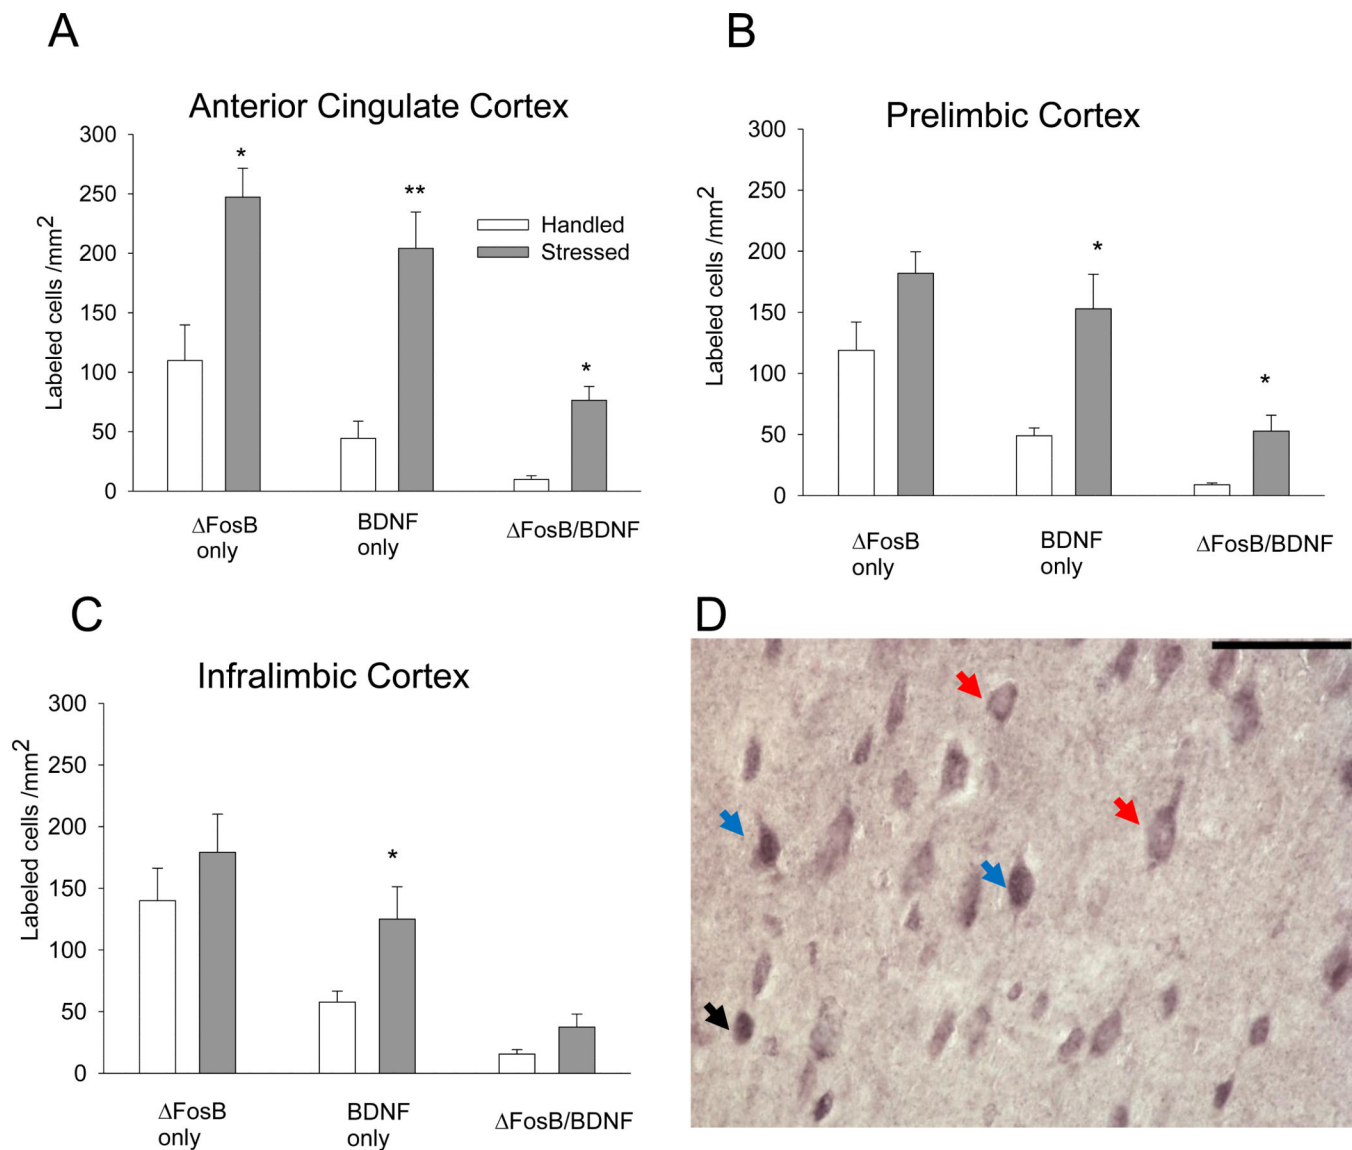 A
Anterior Cingulate Cortex
300
250
200
150
100
50
0
Labeled cells /mm2
*
**
*
Handled
Stressed
ΔFosB
only
BDNF
only
ΔFosB/BDNF
B
Prelimbic Cortex
300
250
200
150
100
50
0
Labeled cells /mm2
*
*
ΔFosB
only
BDNF
only
ΔFosB/BDNF
C
Infralimbic Cortex
300
250
200
150
100
50
0
Labeled cells /mm2
*
ΔFosB
only
BDNF
only
ΔFosB/BDNF
D